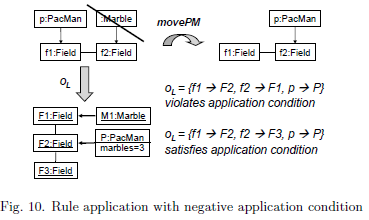 p:PacMan :Marble movePM p:PacMan
f1:Field f2:Field f1:Field f2:Field
oL
oL = {f1 → F2, f2 → F1, p → P}
violates application condition
F1:Field M1:Marble
P:PacMan
marbles=3
oL = {f1 → F2, f2 → F3, p → P}
satisfies application condition
F2:Field
F3:Field
Fig. 10. Rule application with negative application condition